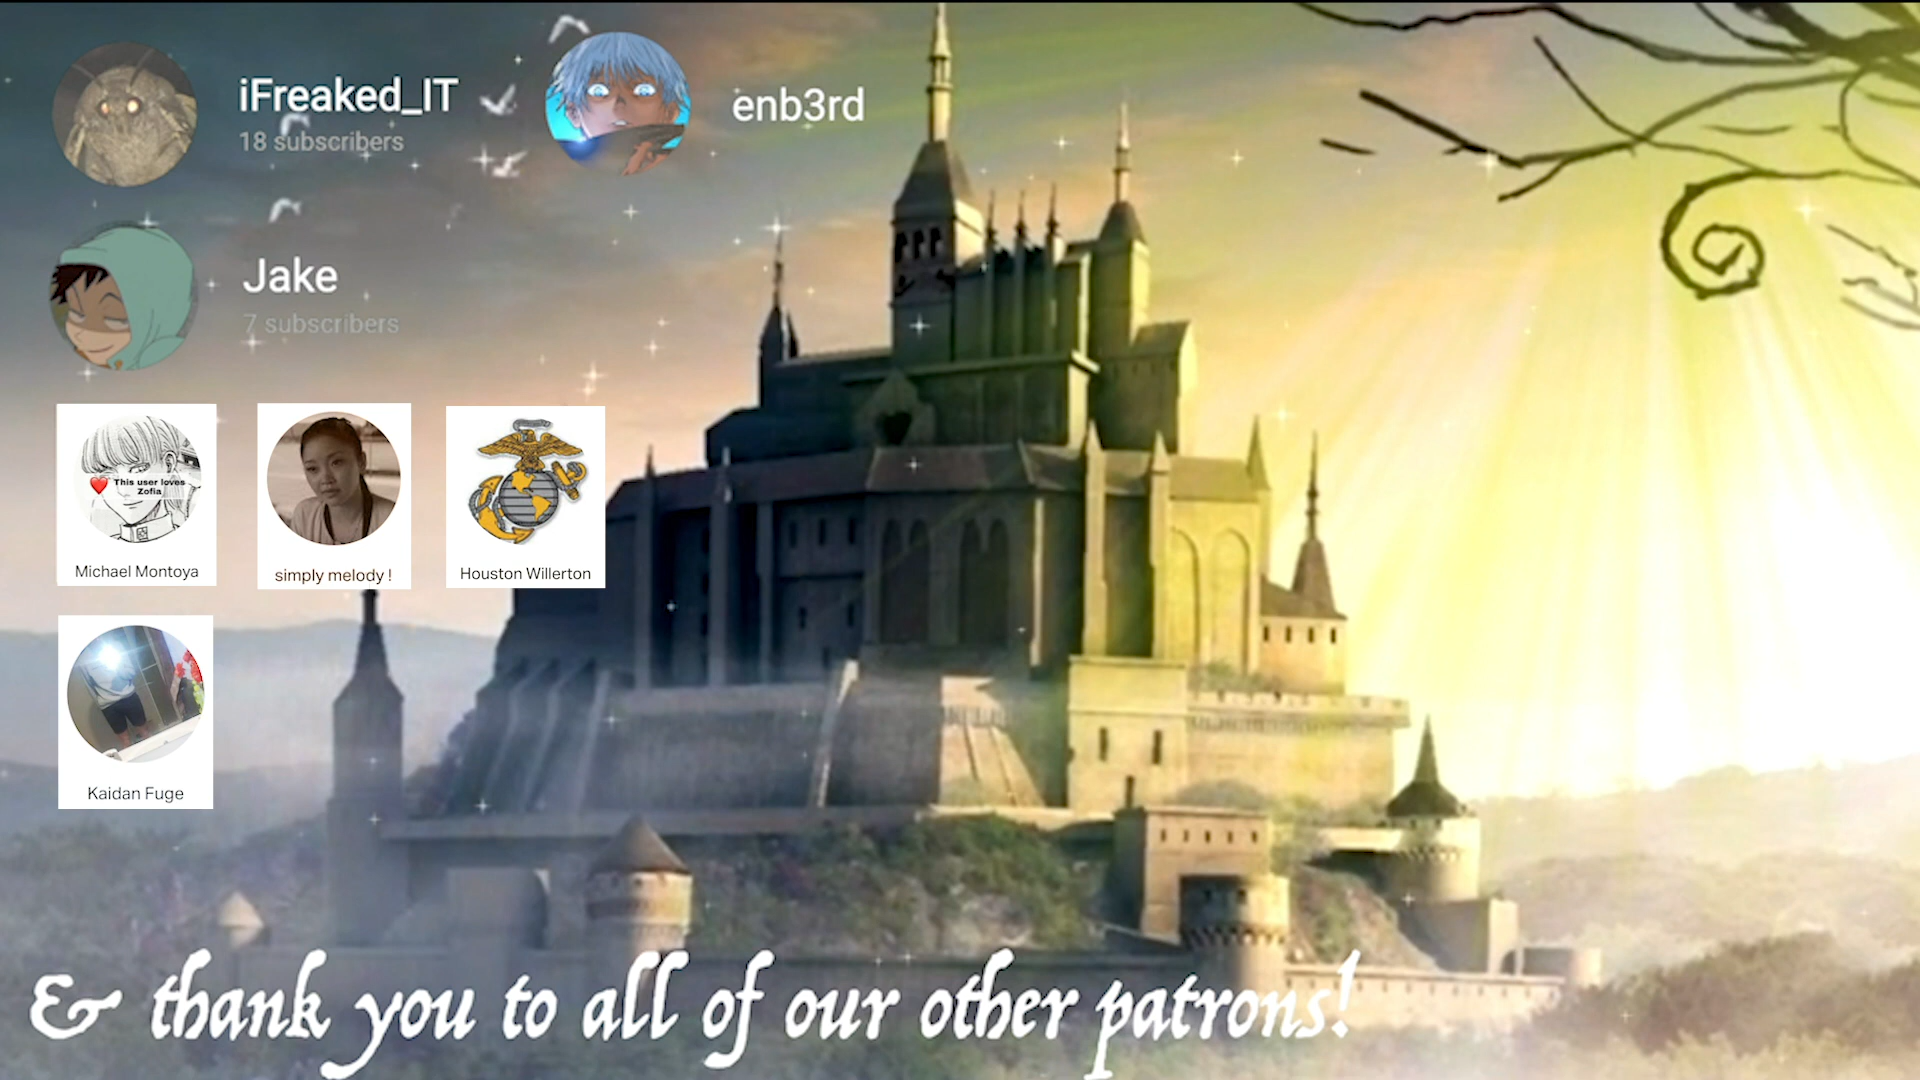 iFreaked_IT
18 subscribers
enb3rd
Jake
7 subscribers
This user loves
Zofia
Michael Montoya
simply melody !
Houston Willerton
Kaidan Fuge
& thank you to all of our other patrons!